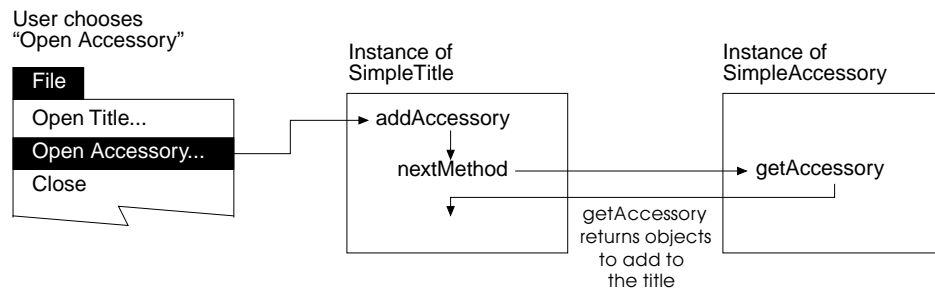 User chooses
“Open Accessory”
File
Open Title...
Open Accessory...
Close
Instance of
SimpleTitle
addAccessory
nextMethod
getAccessory
returns objects
to add to
the title
Instance of
SimpleAccessory
getAccessory